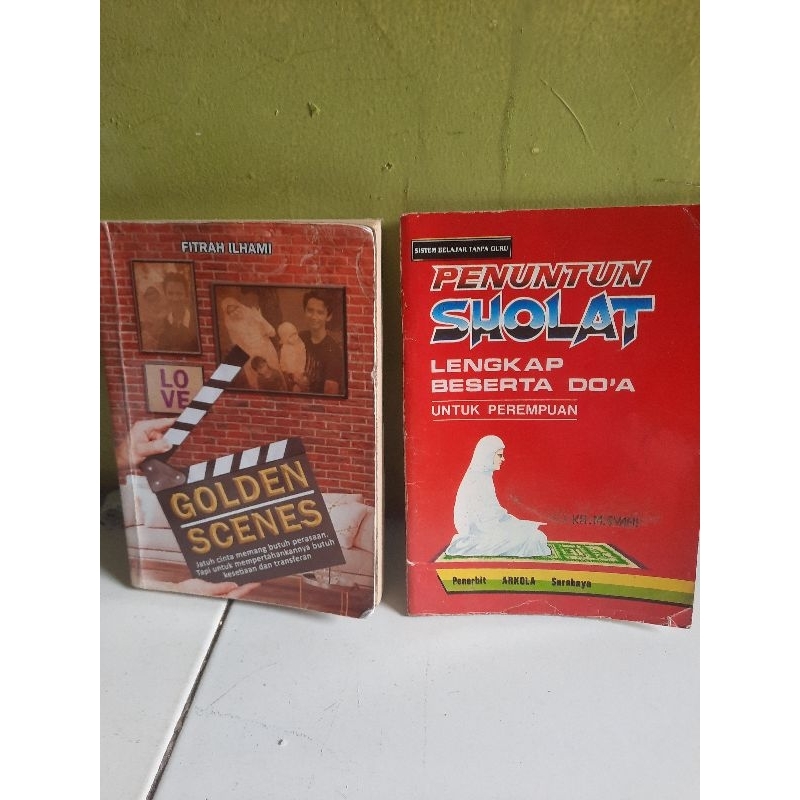 FITRAH ILHAMI
LO
VE
GOLDEN
SCENES
Jatuh cinta memang butuh perasaan.
Tapi untuk mempertahankannya butuh
kesetiaan dan transferan
SISTEM BELAJAR TANPA GURU
PENUNTUN
SHOLAT
LENGKAP
BESERTA DO'A
UNTUK PEREMPUAN
Penerbit ARKOLA Surabaya